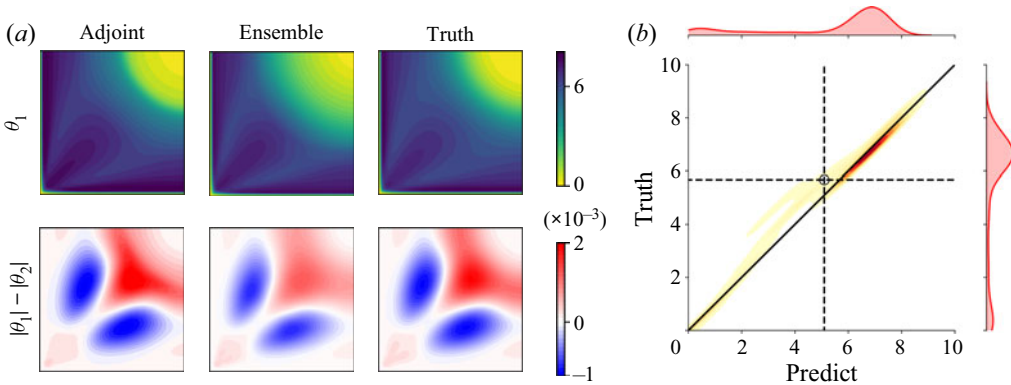 (a) Adjoint Ensemble Truth
θ₁
6
0
(×10⁻³)
|θ₁| – |θ₂|
2
0
–1
(b)
Truth
10
8
6
4
2
0 2 4 6 8 10
Predict